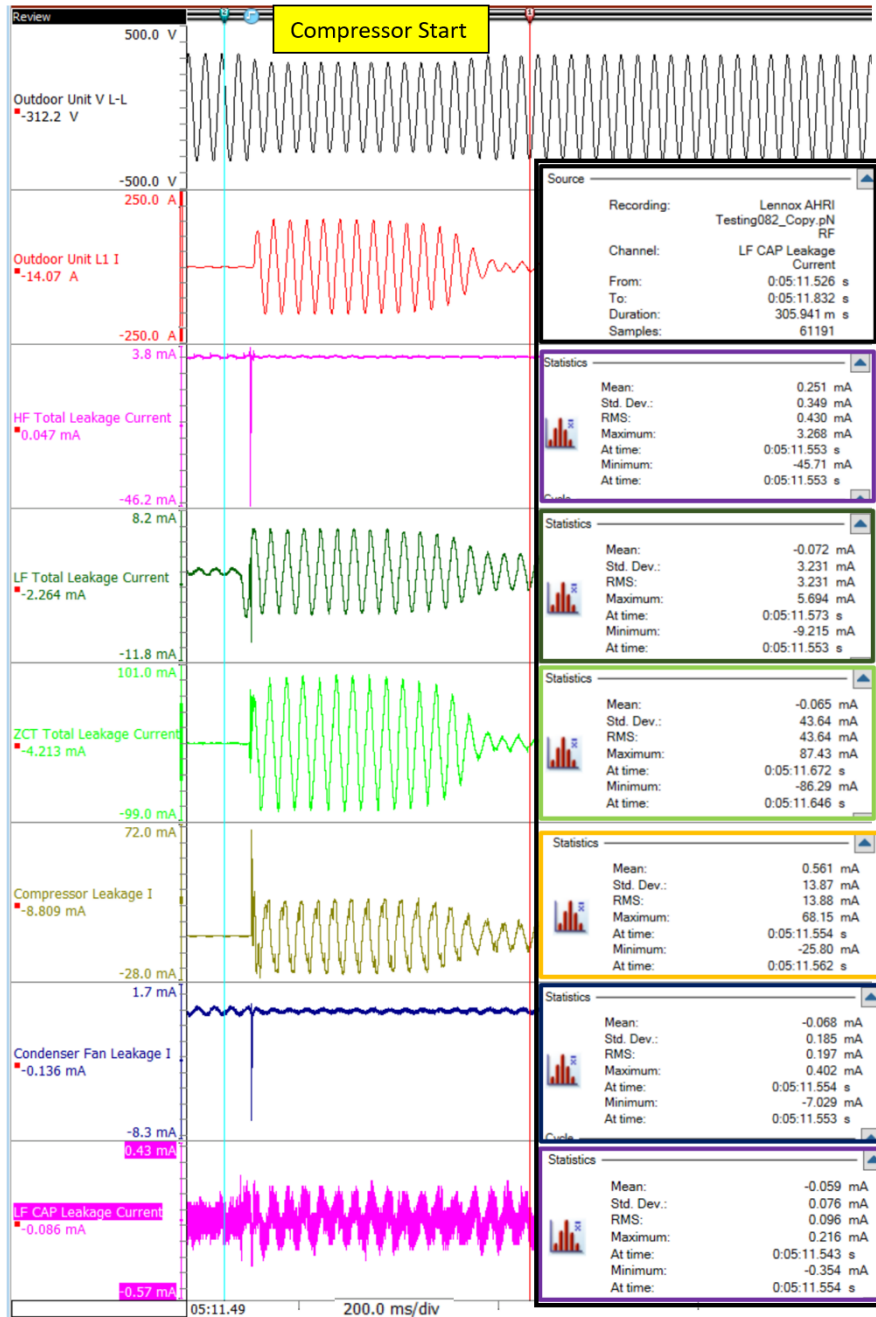 Review
2
1
Compressor Start
500.0 V
Outdoor Unit V L-L
-312.2 V
-500.0 V
250.0 A
Outdoor Unit L1 I
-14.07 A
-250.0 A
Source
Recording: Lennox AHRI
Testing082_Copy.pN
RF
Channel: LF CAP Leakage
Current
From: 0:05:11.526 s
To: 0:05:11.832 s
Duration: 305.941 m s
Samples: 61191
3.8 mA
HF Total Leakage Current
0.047 mA
-46.2 mA
Statistics
Mean: 0.251 mA
Std. Dev.: 0.349 mA
RMS: 0.430 mA
Maximum: 3.268 mA
At time: 0:05:11.553 s
Minimum: -45.71 mA
At time: 0:05:11.553 s
Cycle
8.2 mA
LF Total Leakage Current
-2.264 mA
-11.8 mA
Statistics
Mean: -0.072 mA
Std. Dev.: 3.231 mA
RMS: 3.231 mA
Maximum: 5.694 mA
At time: 0:05:11.573 s
Minimum: -9.215 mA
At time: 0:05:11.553 s
101.0 mA
ZCT Total Leakage Current
-4.213 mA
-99.0 mA
Statistics
Mean: -0.065 mA
Std. Dev.: 43.64 mA
RMS: 43.64 mA
Maximum: 87.43 mA
At time: 0:05:11.672 s
Minimum: -86.29 mA
At time: 0:05:11.646 s
72.0 mA
Compressor Leakage I
-8.809 mA
-28.0 mA
Statistics
Mean: 0.561 mA
Std. Dev.: 13.87 mA
RMS: 13.88 mA
Maximum: 68.15 mA
At time: 0:05:11.554 s
Minimum: -25.80 mA
At time: 0:05:11.562 s
1.7 mA
Condenser Fan Leakage I
-0.136 mA
-8.3 mA
Statistics
Mean: -0.068 mA
Std. Dev.: 0.185 mA
RMS: 0.197 mA
Maximum: 0.402 mA
At time: 0:05:11.554 s
Minimum: -7.029 mA
At time: 0:05:11.553 s
Cycle
0.43 mA
LF CAP Leakage Current
-0.086 mA
-0.57 mA
Statistics
Mean: -0.059 mA
Std. Dev.: 0.076 mA
RMS: 0.096 mA
Maximum: 0.216 mA
At time: 0:05:11.543 s
Minimum: -0.354 mA
At time: 0:05:11.554 s
05:11.49
200.0 ms/div